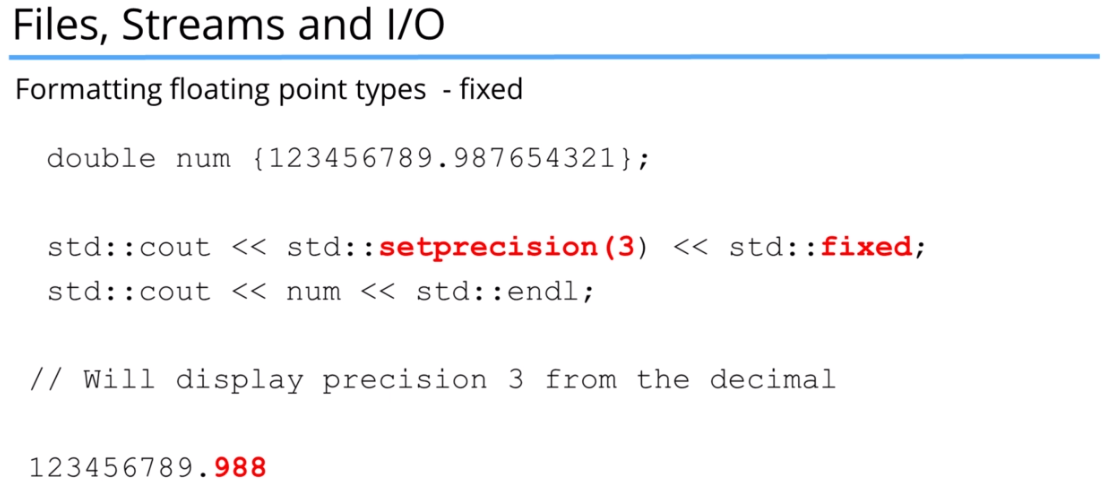 Files, Streams and I/O
Formatting floating point types - fixed
double num {123456789.987654321};
std::cout << std::setprecision(3) << std::fixed;
std::cout << num << std::endl;
// Will display precision 3 from the decimal
123456789.988